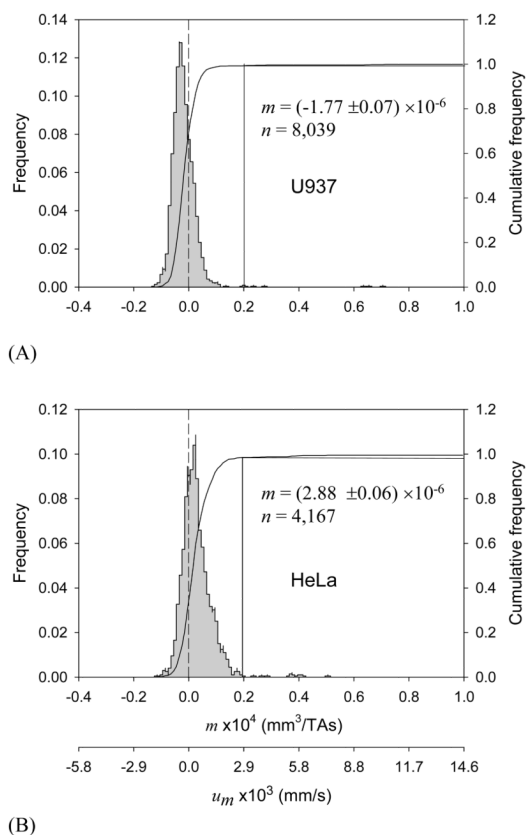 0.14
0.12
0.10
0.08
0.06
0.04
0.02
0.00
Frequency
1.2
1.0
0.8
0.6
0.4
0.2
0.0
Cumulative frequency
m = (-1.77 ±0.07) ×10⁻⁶
n = 8,039
U937
-0.4 -0.2 0.0 0.2 0.4 0.6 0.8 1.0
(A)
0.12
0.10
0.08
0.06
0.04
0.02
0.00
Frequency
1.2
1.0
0.8
0.6
0.4
0.2
0.0
Cumulative frequency
m = (2.88 ±0.06) ×10⁻⁶
n = 4,167
HeLa
-0.4 -0.2 0.0 0.2 0.4 0.6 0.8 1.0
m x10⁴ (mm³/TAs)
-5.8 -2.9 0.0 2.9 5.8 8.8 11.7 14.6
uₘ x10³ (mm/s)
(B)